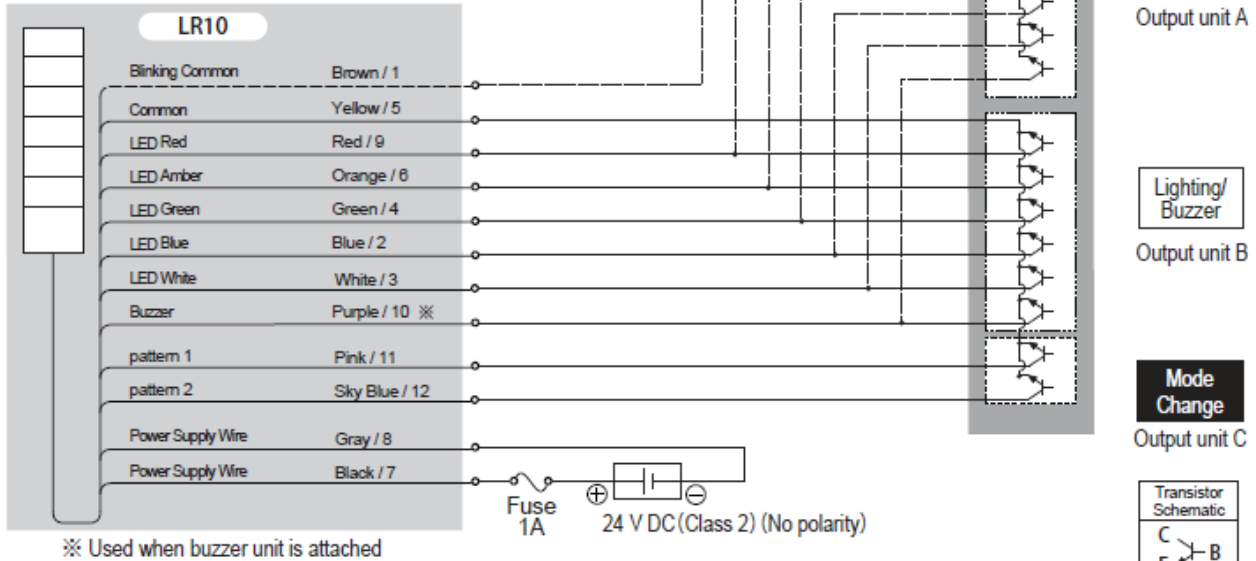 Output unit A
LR10
Blinking Common Brown / 1
Common Yellow / 5
LED Red Red / 9
LED Amber Orange / 6
LED Green Green / 4
LED Blue Blue / 2
LED White White / 3
Buzzer Purple / 10 ※
pattern 1 Pink / 11
pattern 2 Sky Blue / 12
Power Supply Wire Gray / 8
Power Supply Wire Black / 7
Fuse
1A
⊕ ⊖
24 V DC (Class 2) (No polarity)
※ Used when buzzer unit is attached
Lighting/
Buzzer
Output unit B
Mode
Change
Output unit C
Transistor
Schematic
C
B
E